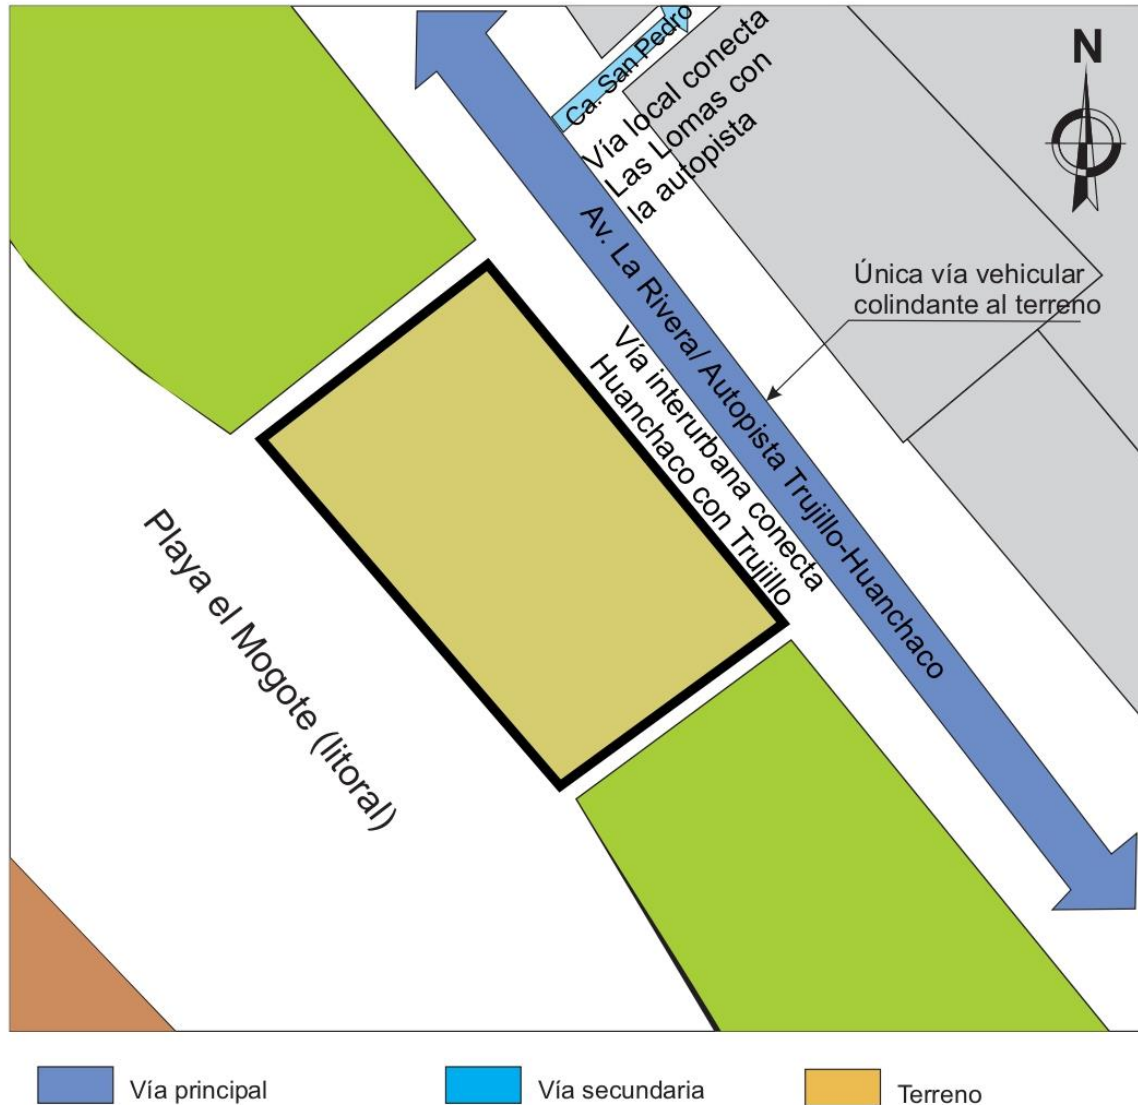 Ca. San Pedro
Vía local conecta
Las Lomas con
la autopista
N
Av. La Rivera/ Autopista Trujillo-Huanchaco
Única vía vehicular
colindante al terreno
Vía interurbana conecta
Huanchaco con Trujillo
Playa el Mogote (litoral)
Vía principal
Vía secundaria
Terreno